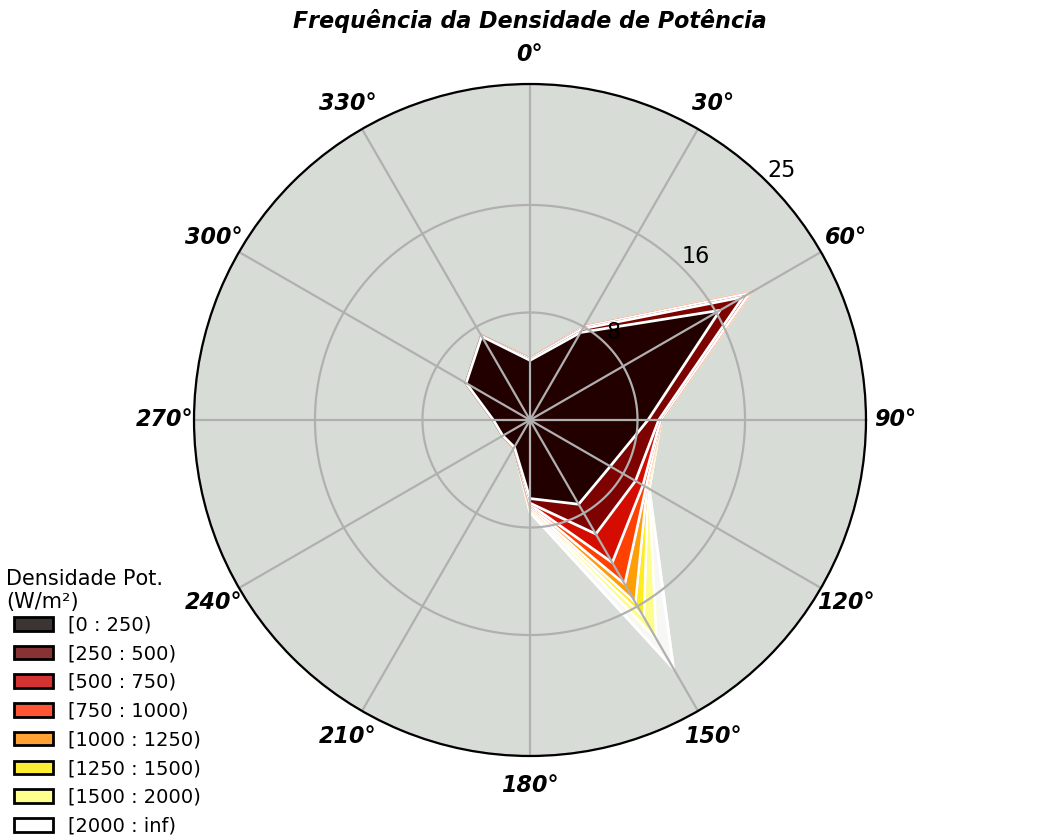 Frequência da Densidade de Potência
0°
330°
30°
25
300°
60°
16
8
270°
90°
240°
120°
210°
150°
180°
Densidade Pot.
(W/m²)
[0 : 250)
[250 : 500)
[500 : 750)
[750 : 1000)
[1000 : 1250)
[1250 : 1500)
[1500 : 2000)
[2000 : inf)